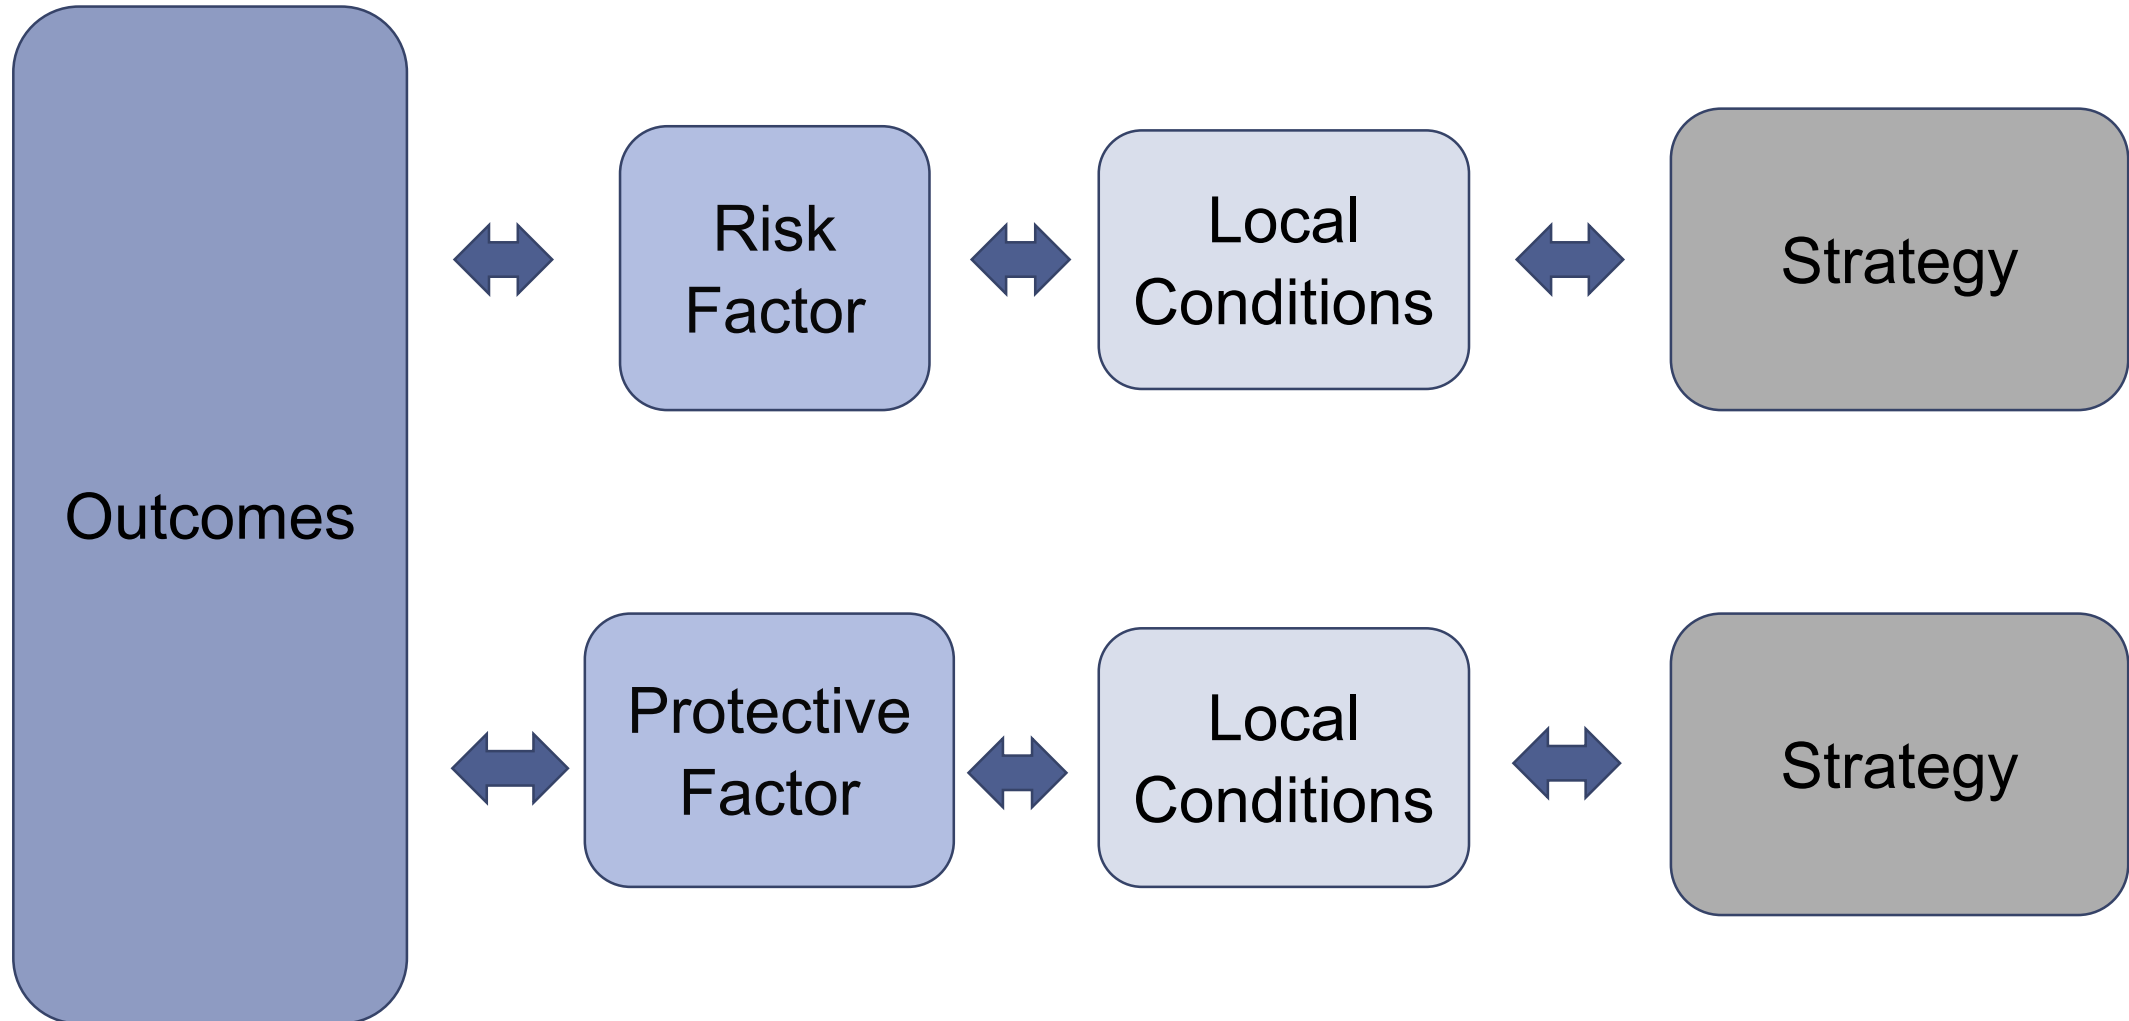 Outcomes
Risk
Factor
Local
Conditions
Strategy
Protective
Factor
Local
Conditions
Strategy